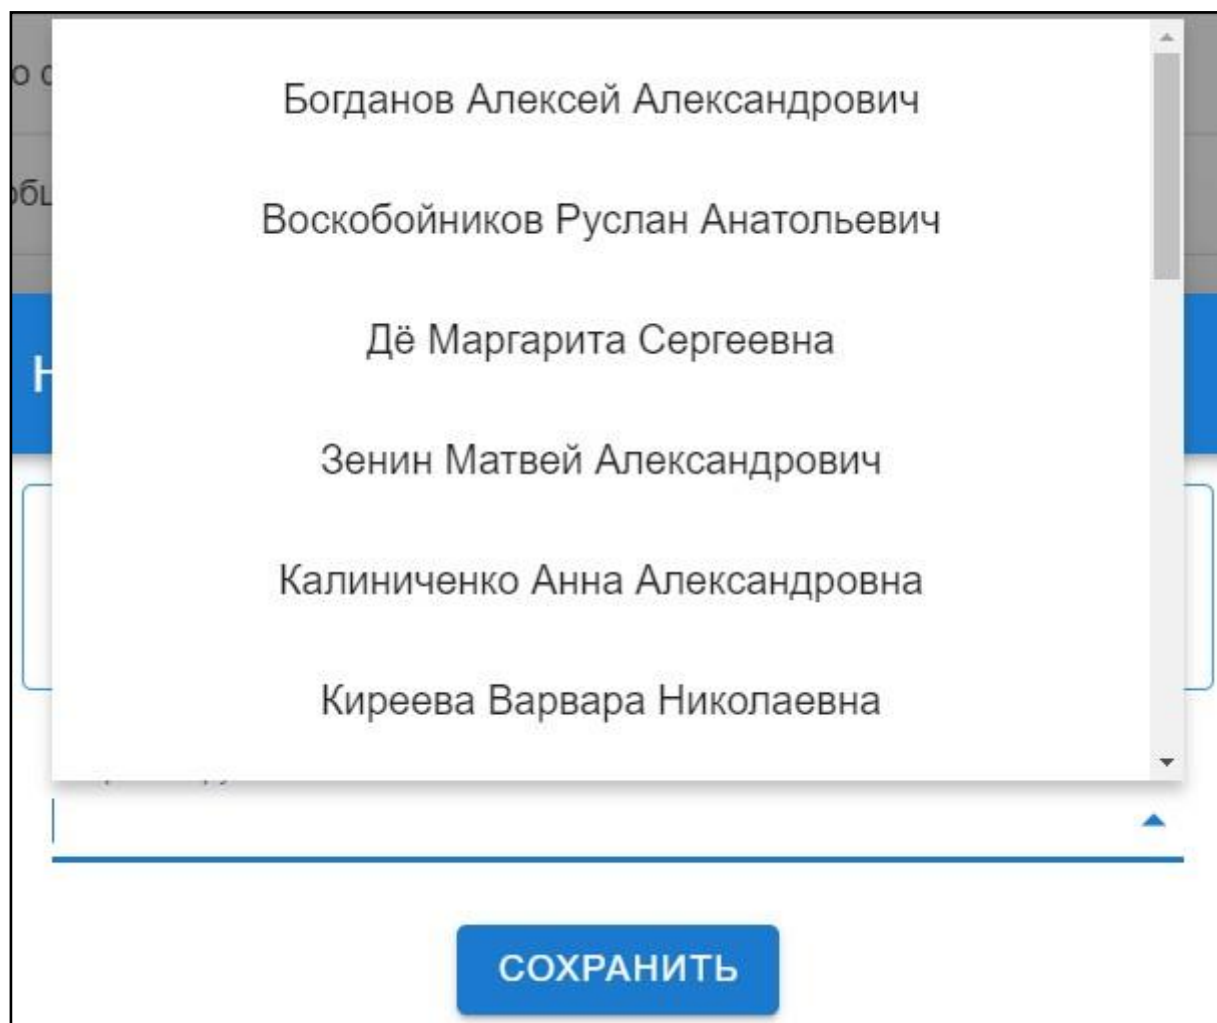 Богданов Алексей Александрович
Воскобойников Руслан Анатольевич
Дё Маргарита Сергеевна
Зенин Матвей Александрович
Калиниченко Анна Александровна
Киреева Варвара Николаевна
СОХРАНИТЬ